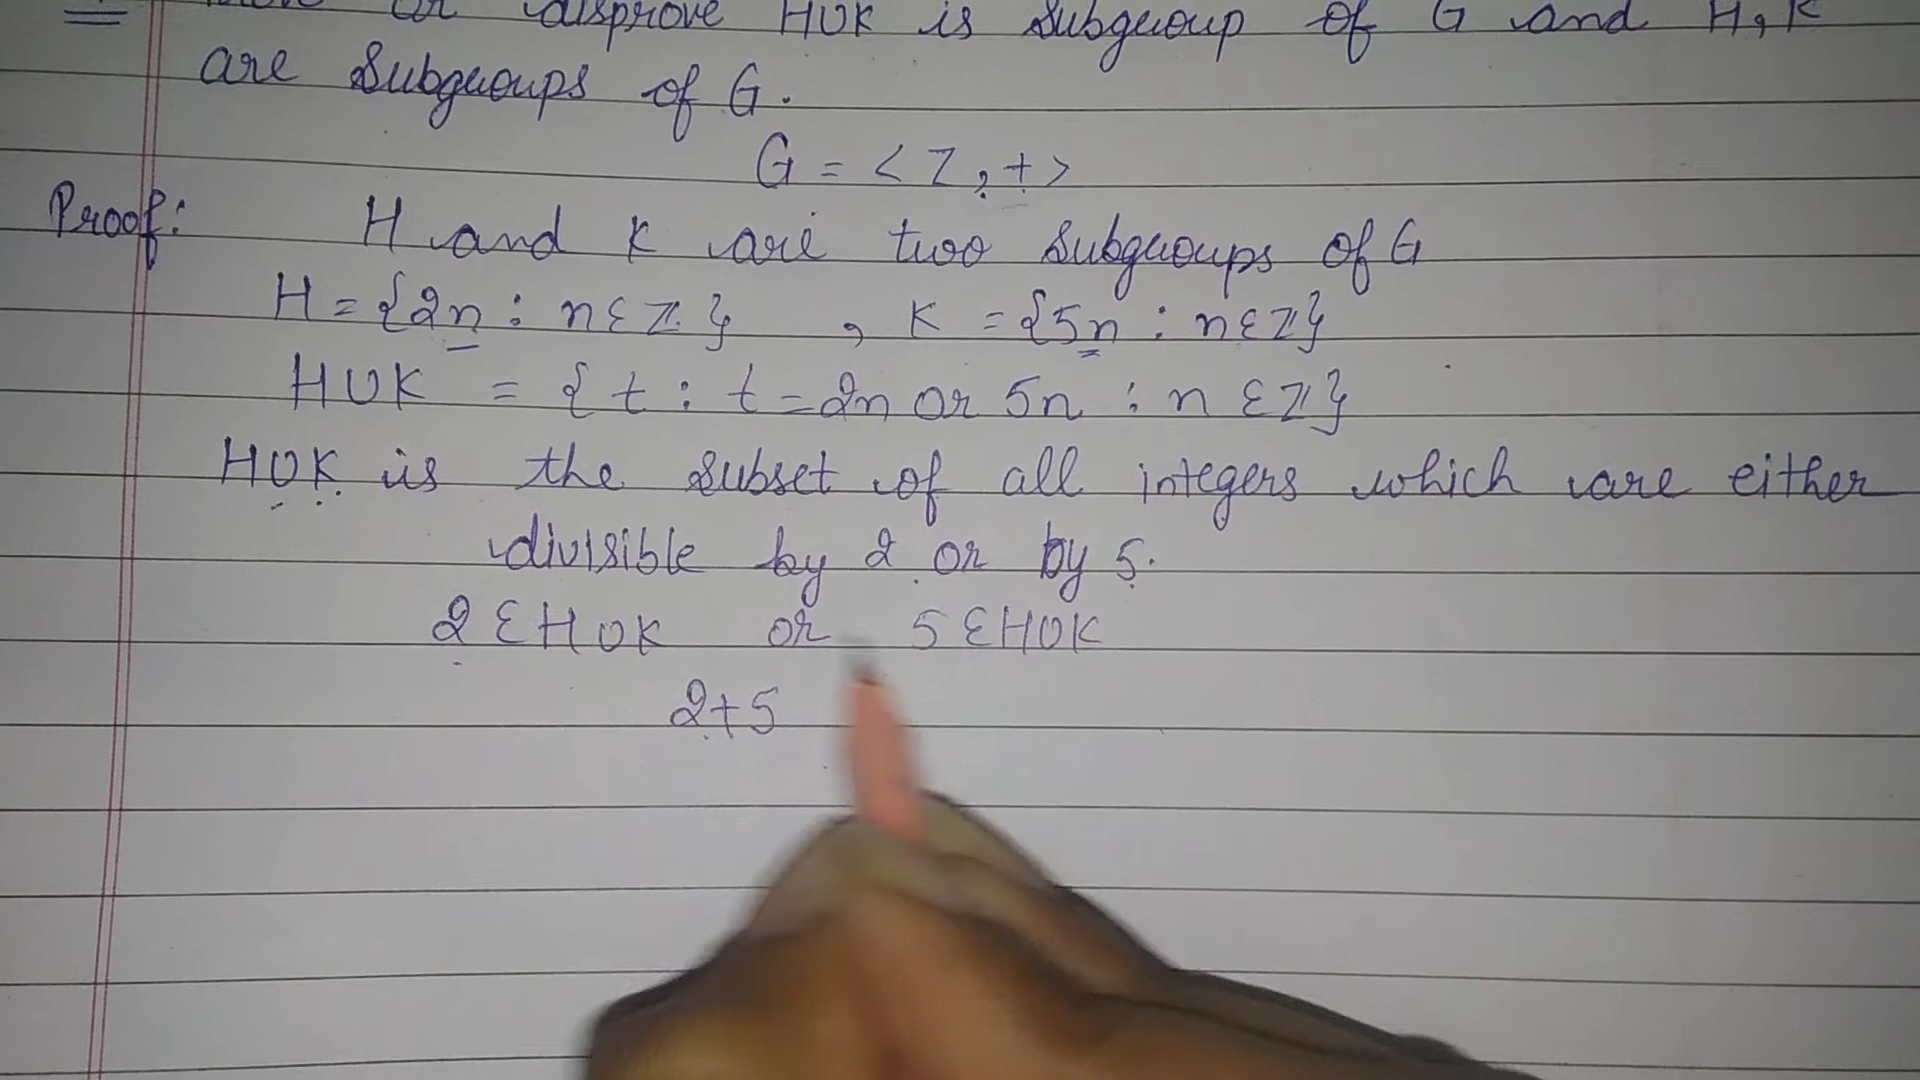 or disprove HUK is Subgroup of G and H, K
are Subgroups of G.
G = < Z, + >
Proof: H and K are two Subgroups of G
H = {2n : n ∈ Z}, K = {5n : n ∈ Z}
HUK = { t : t = 2n or 5n : n ∈ Z}
HUK is the subset of all integers which are either
divisible by 2 or by 5.
2 ∈ HUK or 5 ∈ HUK
2+5